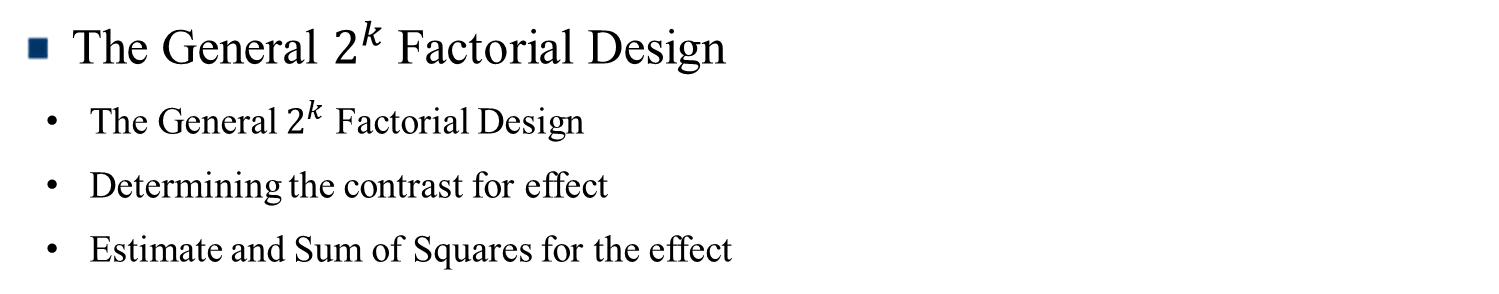 The General 2^k Factorial Design
• The General 2^k Factorial Design
• Determining the contrast for effect
• Estimate and Sum of Squares for the effect